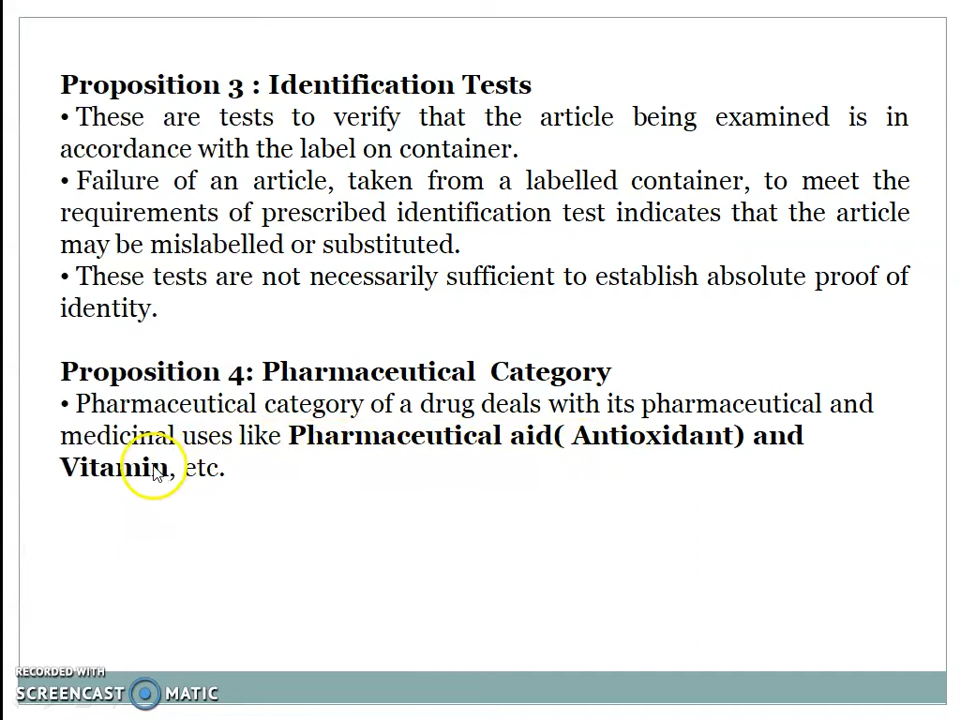 Proposition 3 : Identification Tests
• These are tests to verify that the article being examined is in
accordance with the label on container.
• Failure of an article, taken from a labelled container, to meet the
requirements of prescribed identification test indicates that the article
may be mislabelled or substituted.
• These tests are not necessarily sufficient to establish absolute proof of
identity.
Proposition 4: Pharmaceutical Category
• Pharmaceutical category of a drug deals with its pharmaceutical and
medicinal uses like Pharmaceutical aid( Antioxidant) and
Vitamin, etc.
RECORDED WITH
SCREENCAST MATIC